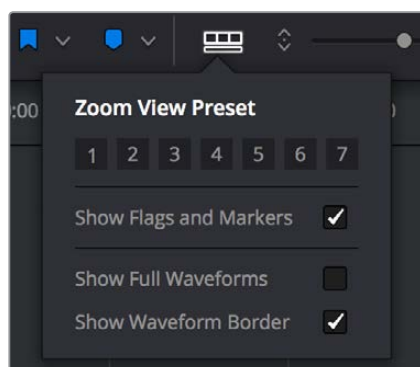 :00
Zoom View Preset
1 2 3 4 5 6 7
Show Flags and Markers
Show Full Waveforms
Show Waveform Border